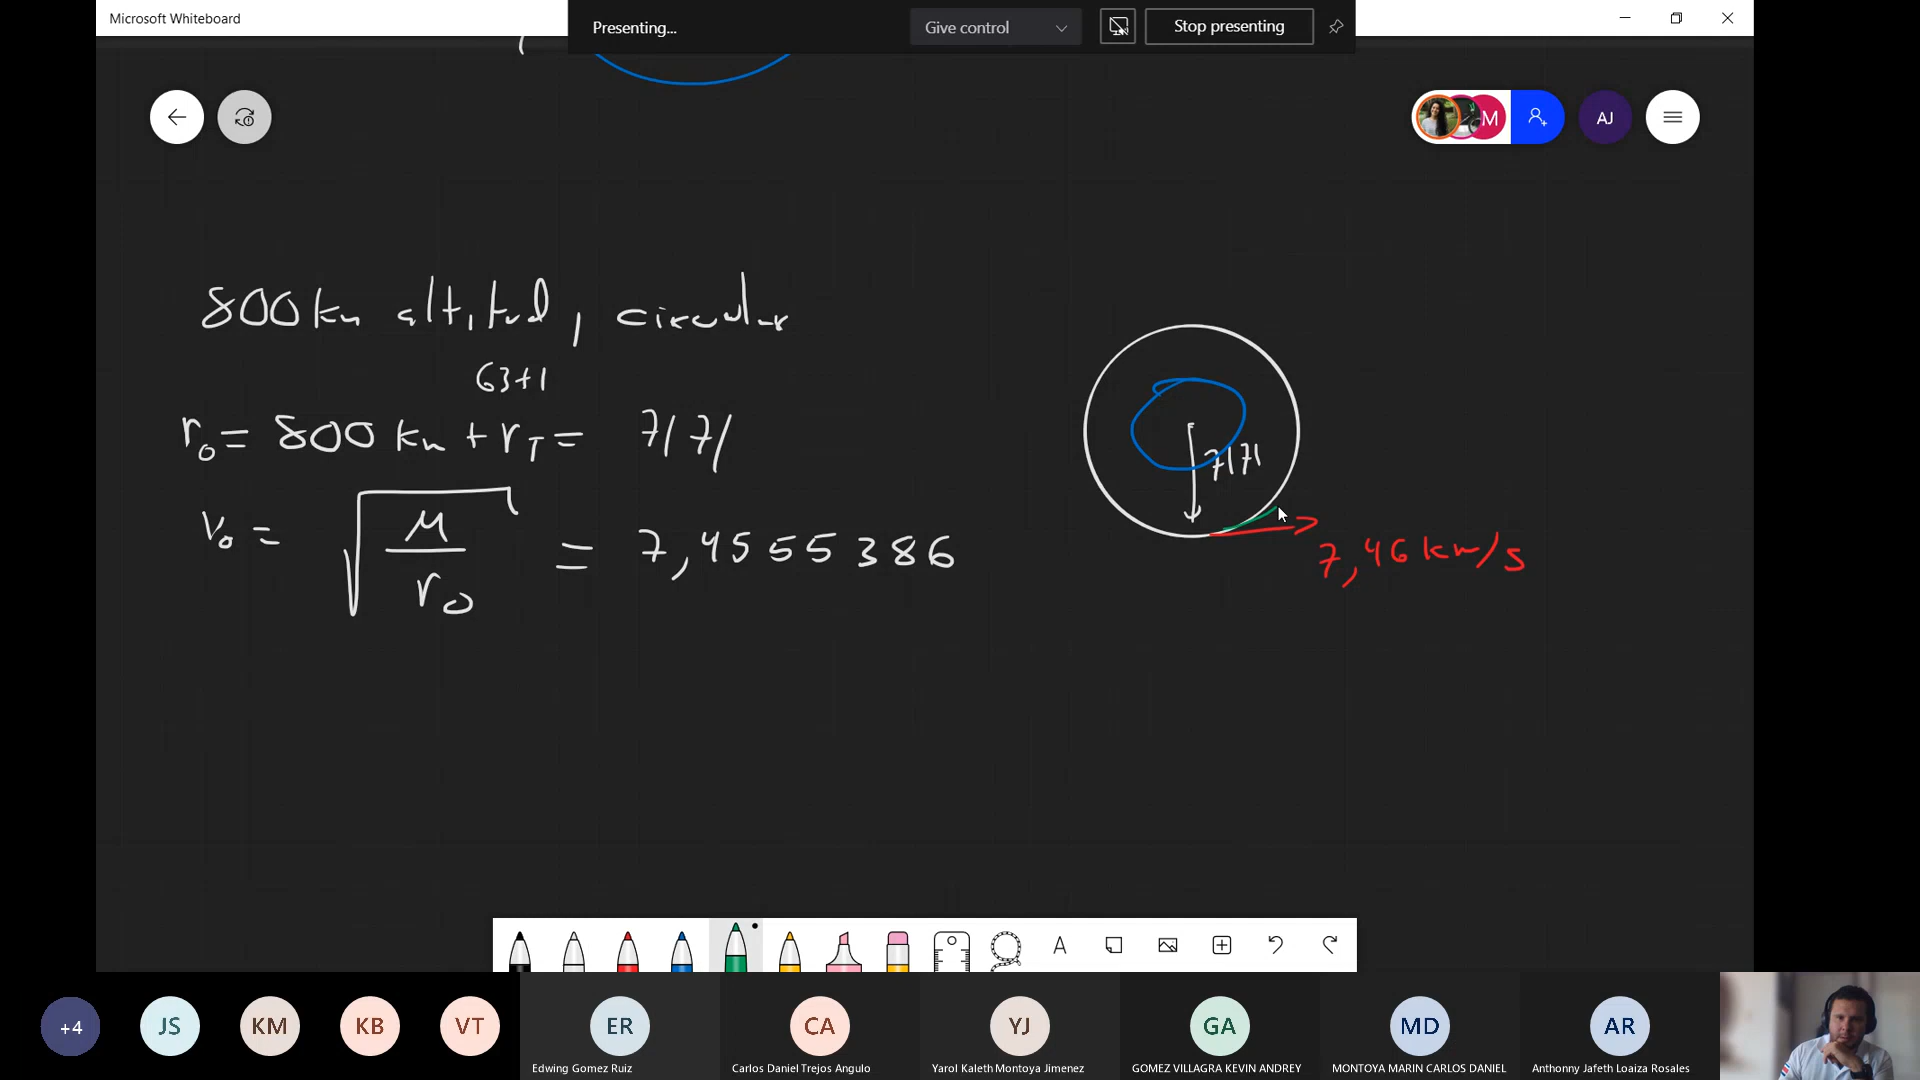 Microsoft Whiteboard
Presenting...
Give control
Stop presenting
M
AJ
800 km altitud, circular
63+1
r₀ = 800 km + r_T = 7171
7171
v₀ = √(μ/r₀) = 7,4555386
7,46 km/s
A
+4
JS
KM
KB
VT
ER
CA
YJ
GA
MD
AR
Edwing Gomez Ruiz
Carlos Daniel Trejos Angulo
Yarol Kaleth Montoya Jimenez
GOMEZ VILLAGRA KEVIN ANDREY
MONTOYA MARIN CARLOS DANIEL
Anthonny Jafeth Loaiza Rosales